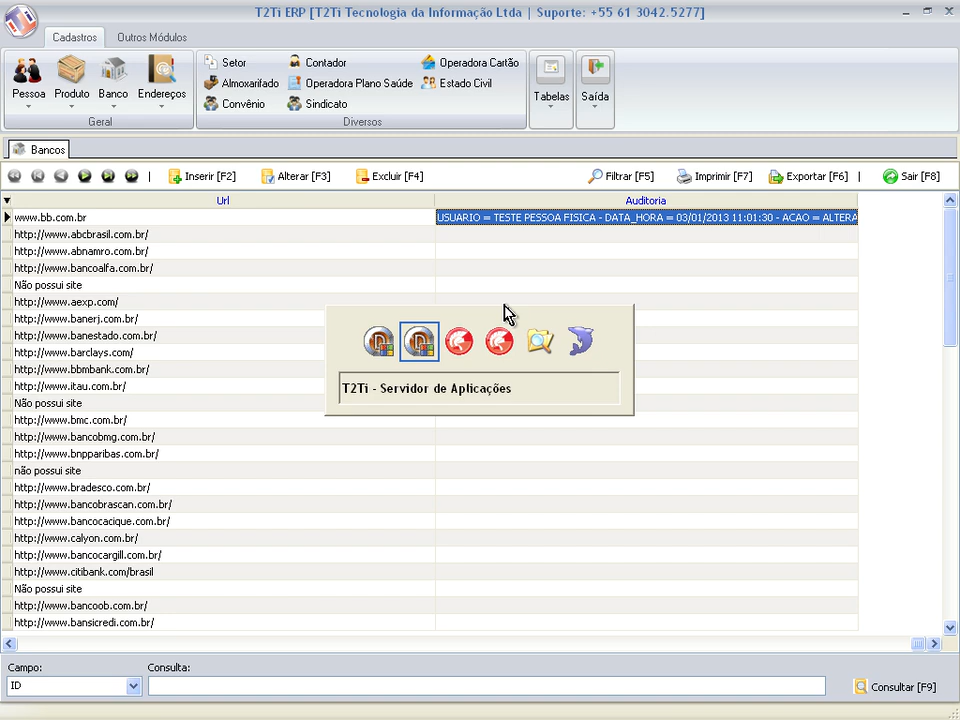 T2Ti ERP [T2Ti Tecnologia da Informação Ltda | Suporte: +55 61 3042.5277]
Cadastros Outros Módulos
Setor Contador Operadora Cartão
Almoxarifado Operadora Plano Saúde Estado Civil
Pessoa Produto Banco Endereços Tabelas Saída
Convênio Sindicato
Geral Diversos
Bancos
Inserir [F2] Alterar [F3] Excluir [F4] Filtrar [F5] Imprimir [F7] Exportar [F6] Sair [F8]
Url Auditoria
www.bb.com.br USUARIO = TESTE PESSOA FISICA - DATA_HORA = 03/01/2013 11:01:30 - ACAO = ALTERA
http://www.abcbrasil.com.br/
http://www.abnamro.com.br/
http://www.bancoalfa.com.br/
Não possui site
http://www.aexp.com/
http://www.banerj.com.br/
http://www.banestado.com.br/
http://www.barclays.com/
http://www.bbmbank.com.br/
http://www.itau.com.br/
T2Ti - Servidor de Aplicações
Não possui site
http://www.bmc.com.br/
http://www.bancobmg.com.br/
http://www.bnpparibas.com.br/
não possui site
http://www.bradesco.com.br/
http://www.bancobrascan.com.br/
http://www.bancocacique.com.br/
http://www.calyon.com.br/
http://www.bancocargill.com.br/
http://www.citibank.com/brasil
Não possui site
http://www.bancoob.com.br/
http://www.bansicredi.com.br/
Campo: Consulta:
ID Consultar [F9]